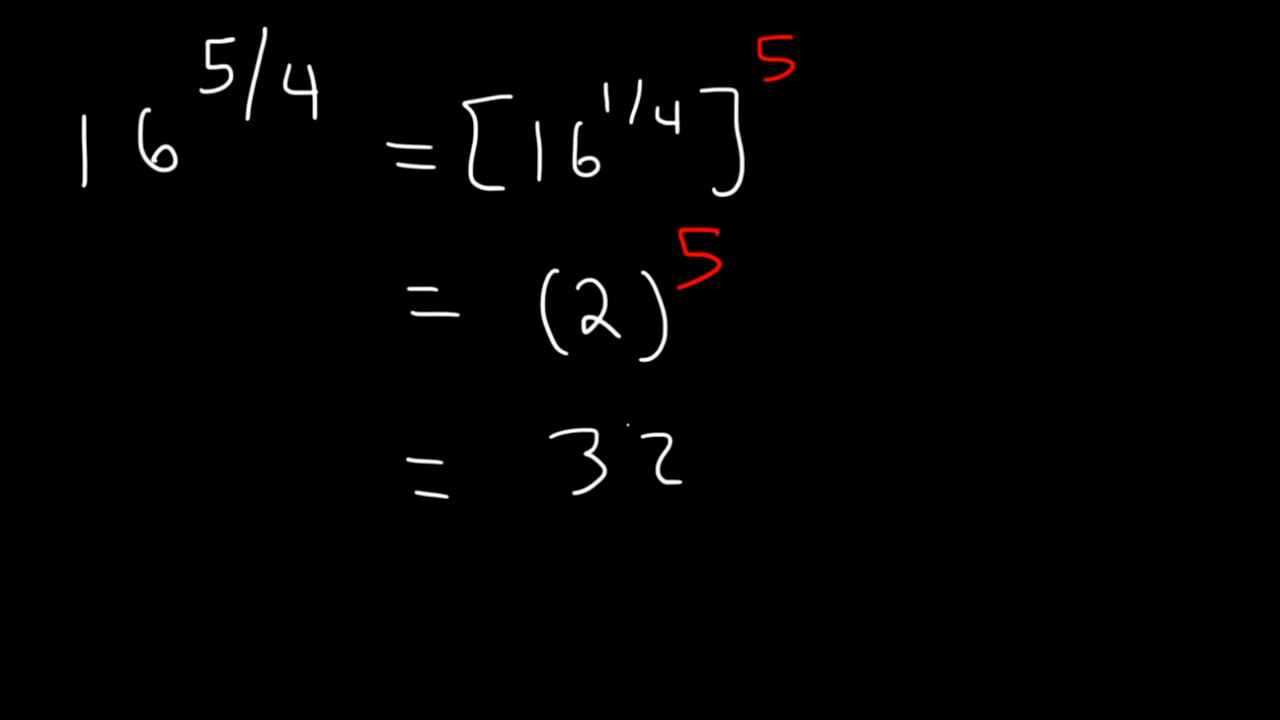 16^{5/4} = [16^{1/4}]^5
= (2)^5
= 32